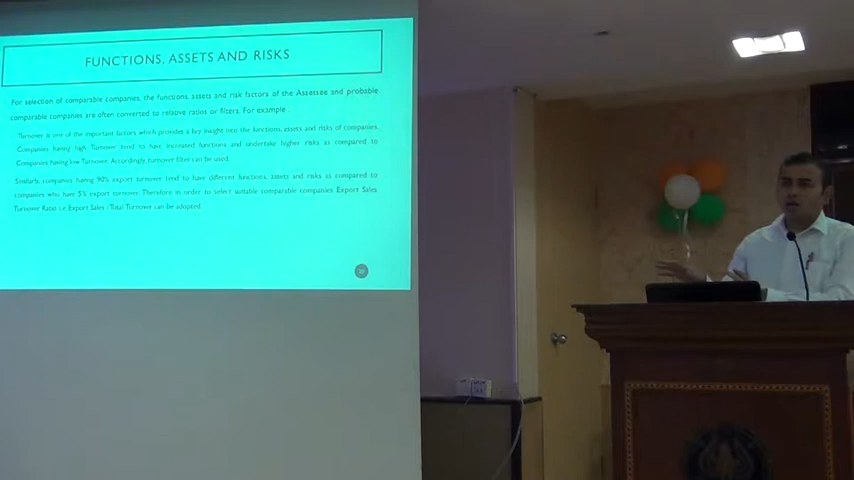 FUNCTIONS, ASSETS AND RISKS
For selection of comparable companies, the functions, assets and risk factors of the Assessee and probable
comparable companies are often converted to relative ratios or filters. For example .
Turnover is one of the important factors which provides a key insight into the functions, assets and risks of companies.
Companies having high Turnover tend to have increased functions and undertake higher risks as compared to
Companies having low Turnover. Accordingly, turnover filter can be used.
Similarly, companies having 90% export turnover tend to have different functions, assets and risks as compared to
companies who have 5% export turnover. Therefore in order to select suitable comparable companies Export Sales
Turnover Ratio i.e Export Sales /Total Turnover can be adopted.